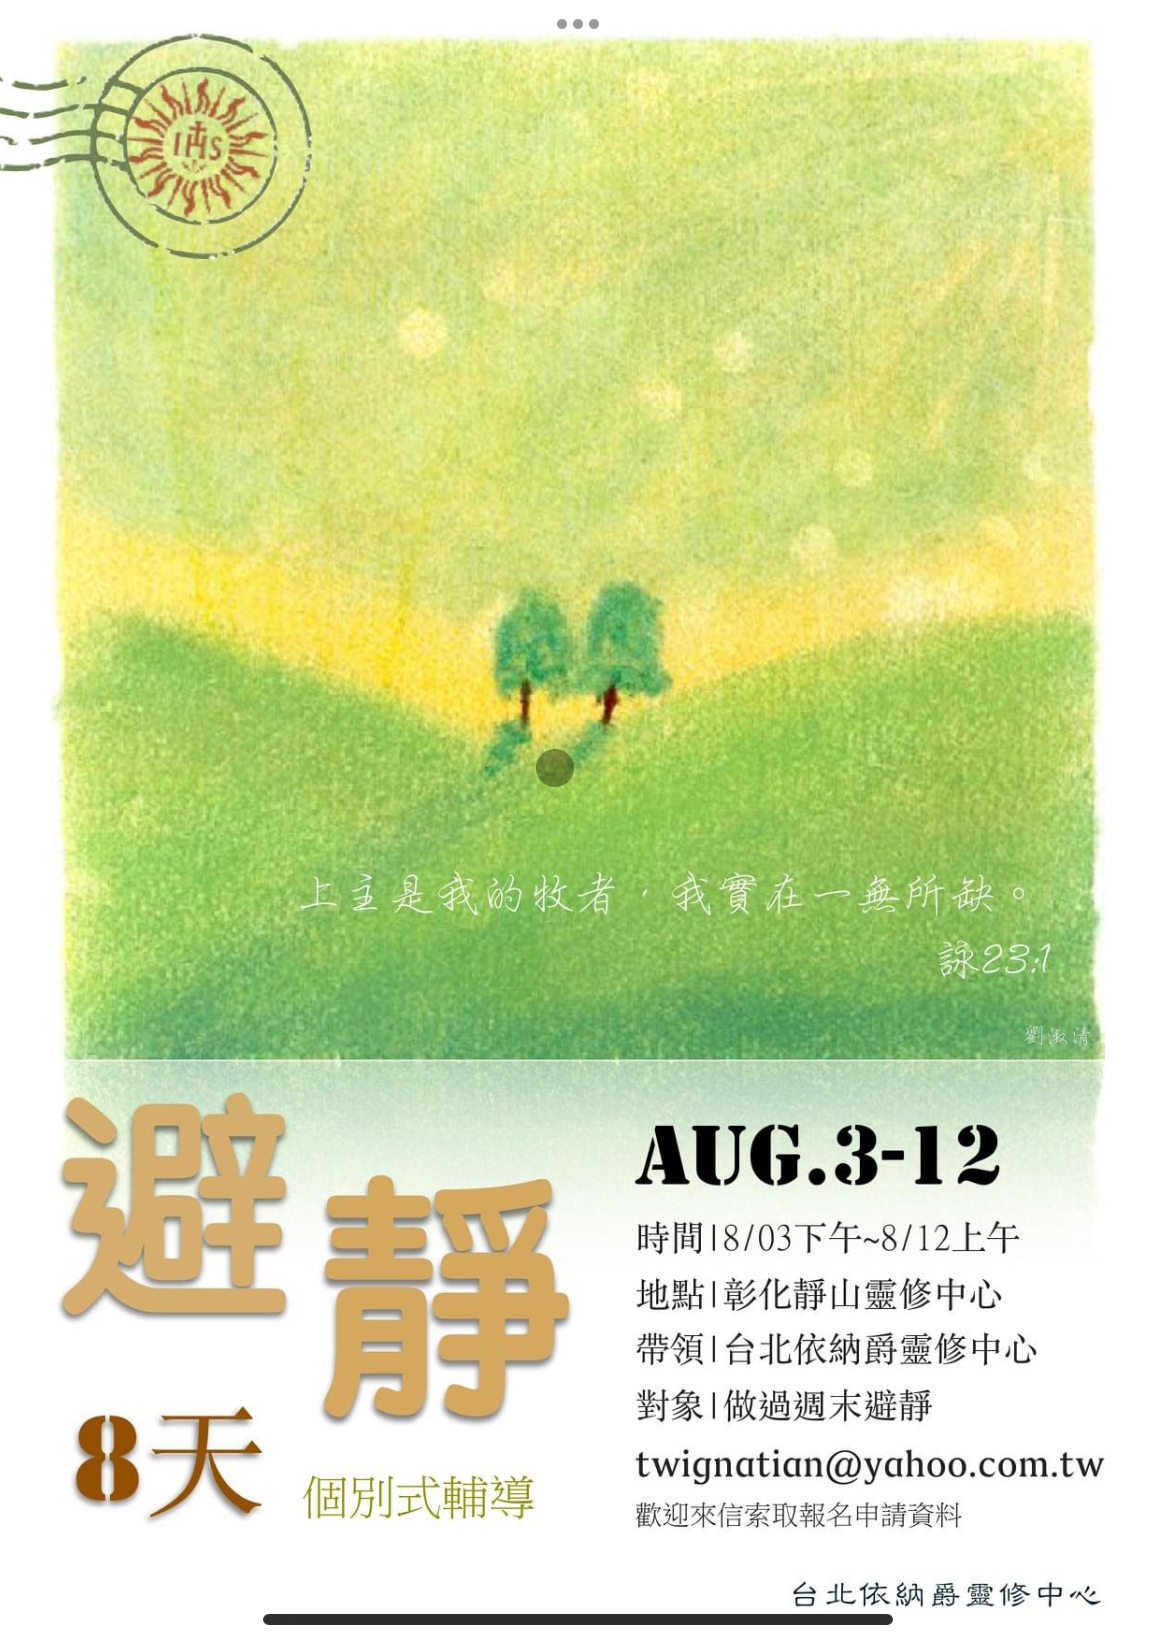 IHS
上主是我的牧者，我實在一無所缺。
詠23:1
劉淑清
避靜
8天
個別式輔導
AUG.3-12
時間|8/03下午~8/12上午
地點|彰化靜山靈修中心
帶領|台北依納爵靈修中心
對象|做過週末避靜
twignatian@yahoo.com.tw
歡迎來信索取報名申請資料
台北依納爵靈修中心